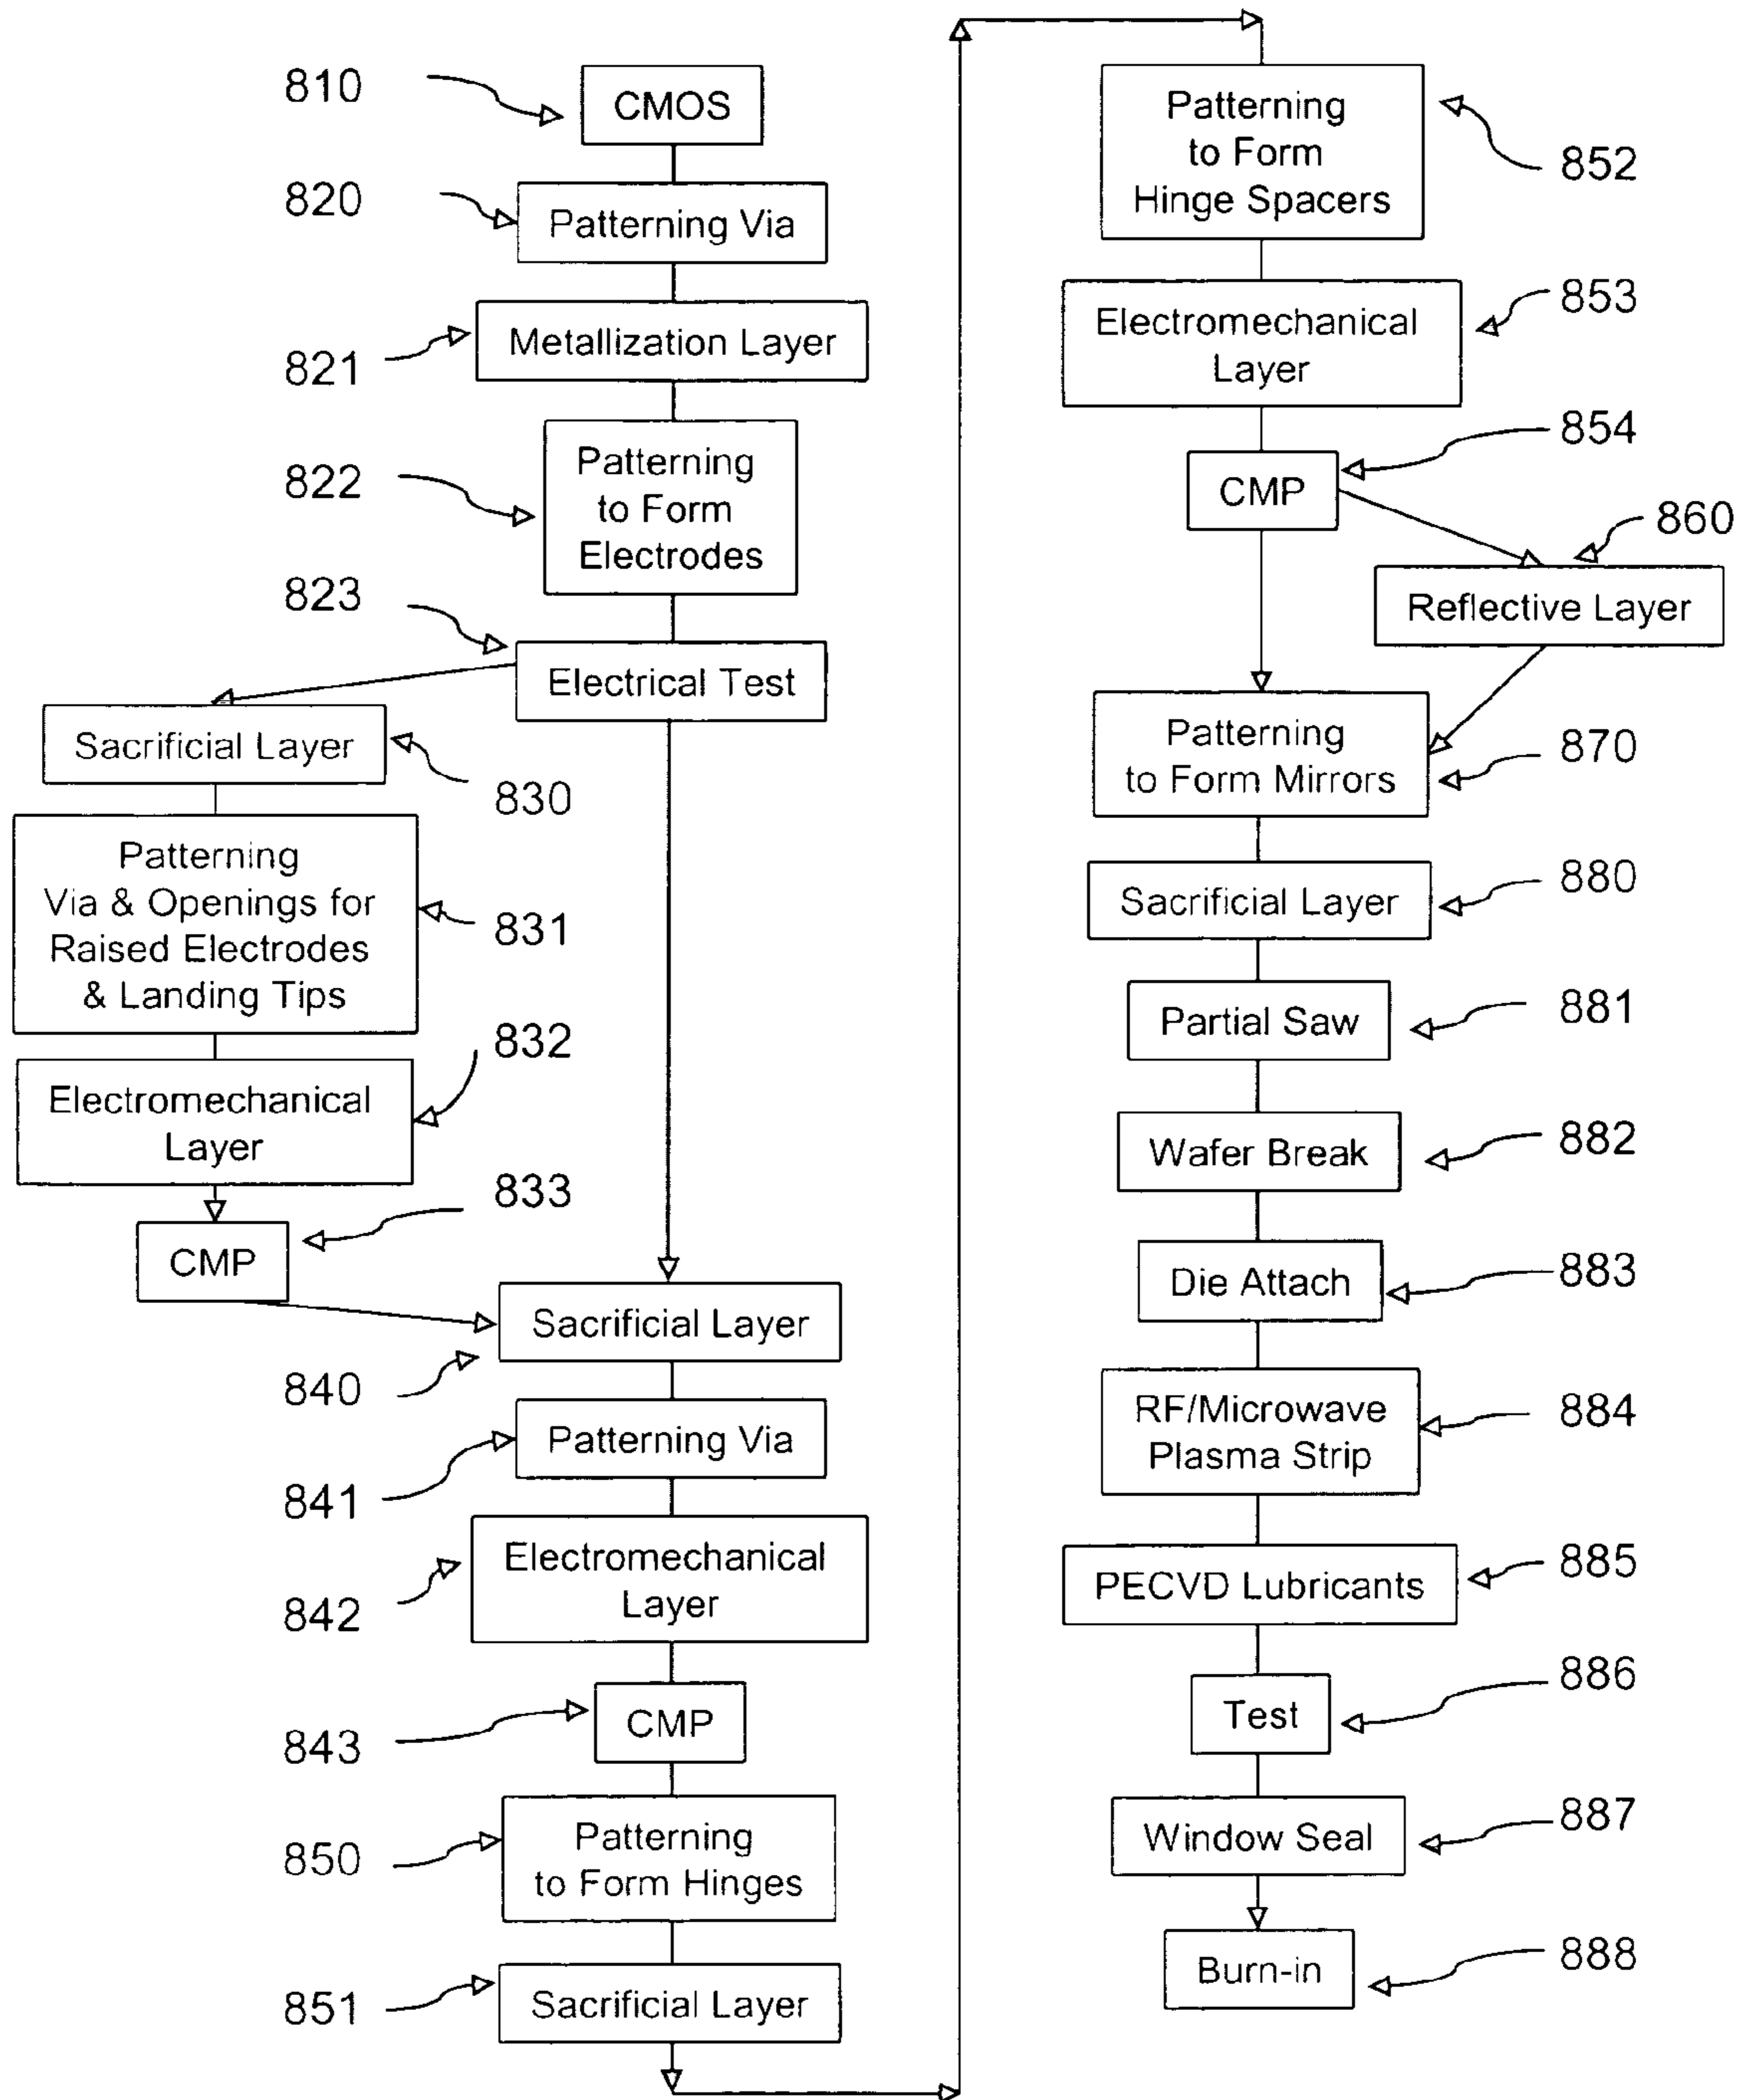 810
CMOS
820
Patterning Via
821
Metallization Layer
822
Patterning
to Form
Electrodes
823
Electrical Test
Sacrificial Layer
830
Patterning
Via & Openings for
Raised Electrodes
& Landing Tips
831
Electromechanical
Layer
832
CMP
833
Sacrificial Layer
840
Patterning Via
841
Electromechanical
Layer
842
CMP
843
Patterning
to Form Hinges
850
Sacrificial Layer
851
Patterning
to Form
Hinge Spacers
852
Electromechanical
Layer
853
CMP
854
860
Reflective Layer
Patterning
to Form Mirrors
870
Sacrificial Layer
880
Partial Saw
881
Wafer Break
882
Die Attach
883
RF/Microwave
Plasma Strip
884
PECVD Lubricants
885
Test
886
Window Seal
887
Burn-in
888